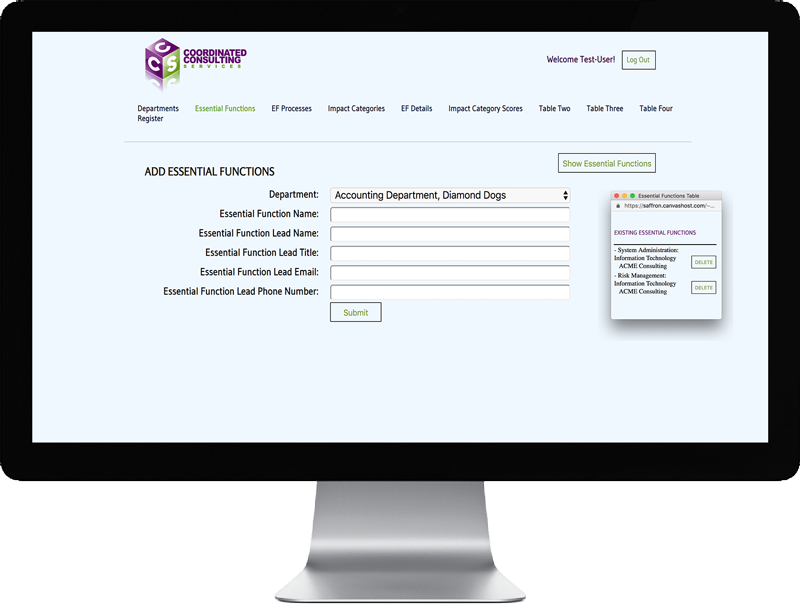 C
C S
COORDINATED
CONSULTING
SERVICES
Welcome Test-User!
Log Out
Departments
Essential Functions
EF Processes
Impact Categories
EF Details
Impact Category Scores
Table Two
Table Three
Table Four
Register
ADD ESSENTIAL FUNCTIONS
Show Essential Functions
Department:
Accounting Department, Diamond Dogs
Essential Function Name:
Essential Function Lead Name:
Essential Function Lead Title:
Essential Function Lead Email:
Essential Function Lead Phone Number:
Submit
Essential Functions Table
https://saffron.canvashost.com/~...
EXISTING ESSENTIAL FUNCTIONS
- System Administration:
Information Technology
ACME Consulting
DELETE
- Risk Management:
Information Technology
ACME Consulting
DELETE